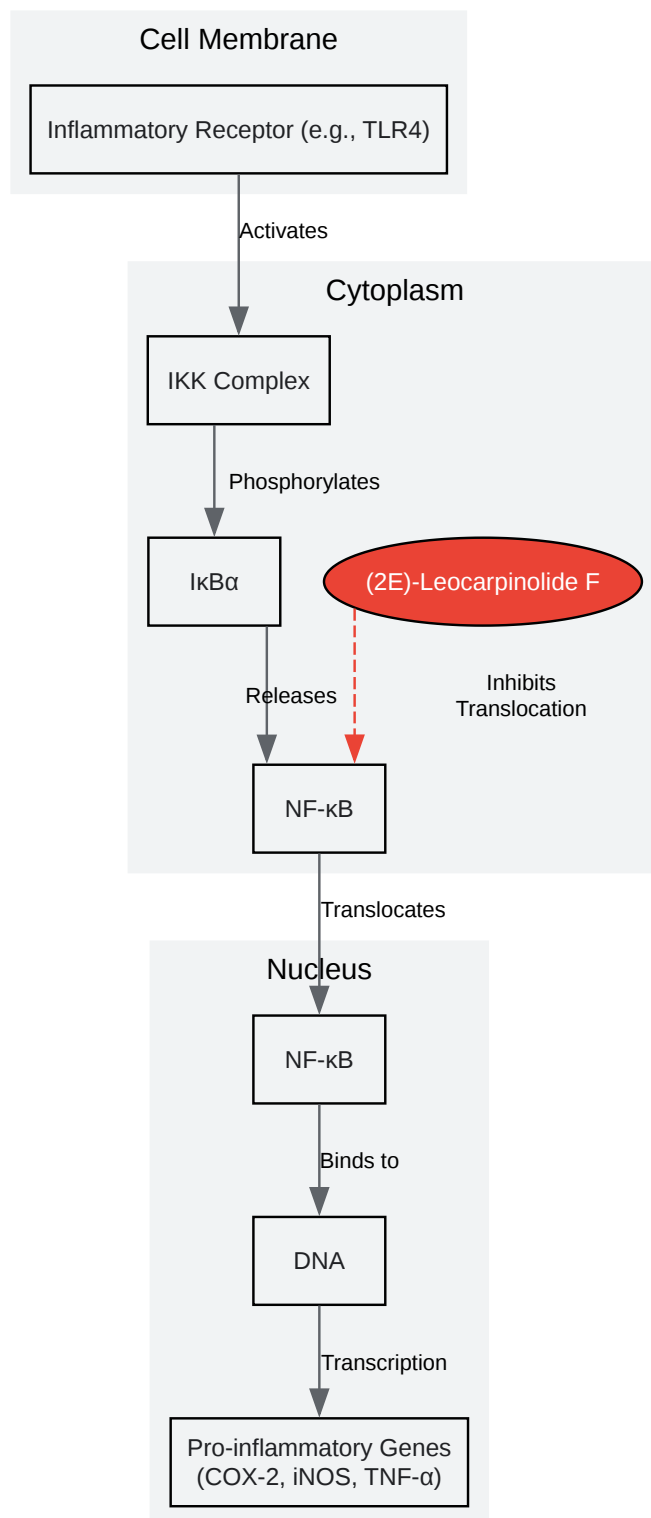 Cell Membrane
Inflammatory Receptor (e.g., TLR4)
Activates
Cytoplasm
IKK Complex
Phosphorylates
IκBα
(2E)-Leocarpinolide F
Releases
Inhibits
Translocation
NF-κB
Translocates
Nucleus
NF-κB
Binds to
DNA
Transcription
Pro-inflammatory Genes
(COX-2, iNOS, TNF-α)